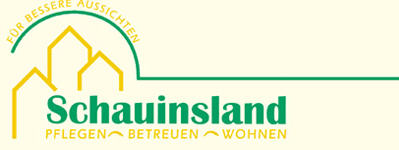 FÜR BESSERE AUSSICHTEN
Schauinsland
PFLEGEN BETREUEN WOHNEN